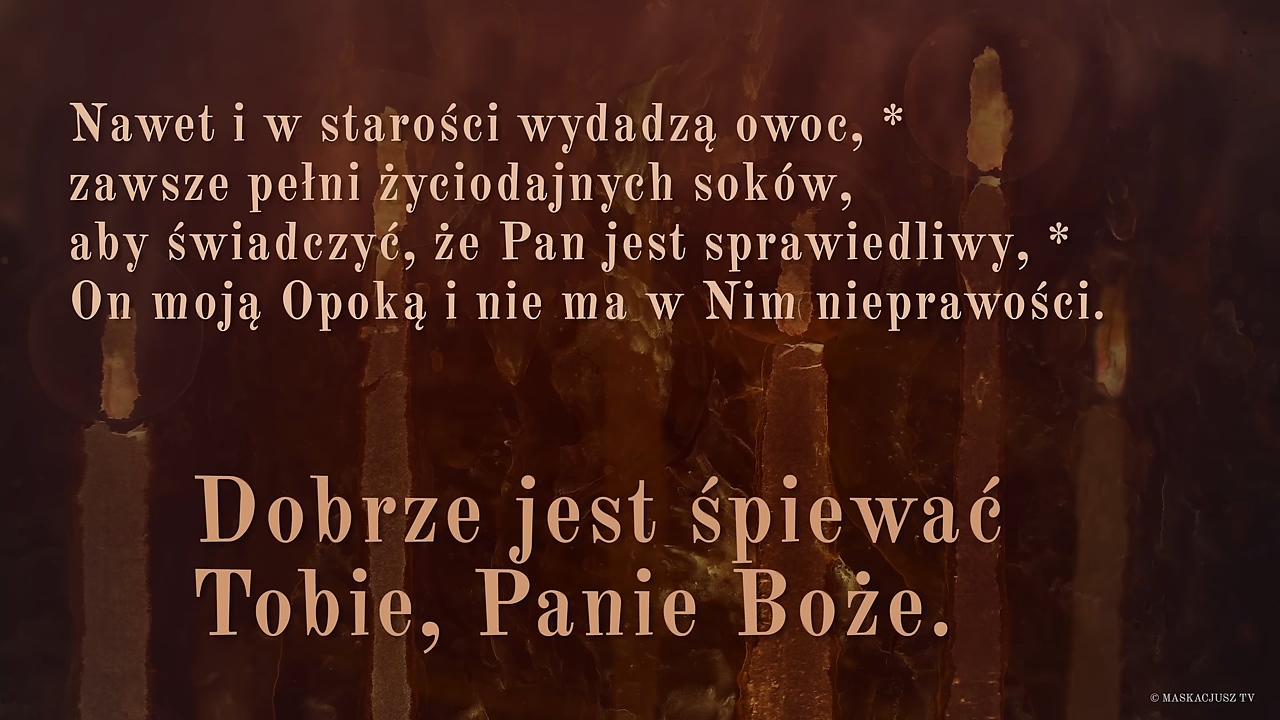 Nawet i w starości wydadzą owoc, *
zawsze pełni życiodajnych soków,
aby świadczyć, że Pan jest sprawiedliwy, *
On moją Opoką i nie ma w Nim nieprawości.
Dobrze jest śpiewać
Tobie, Panie Boże.
© MASKACJUSZ TV